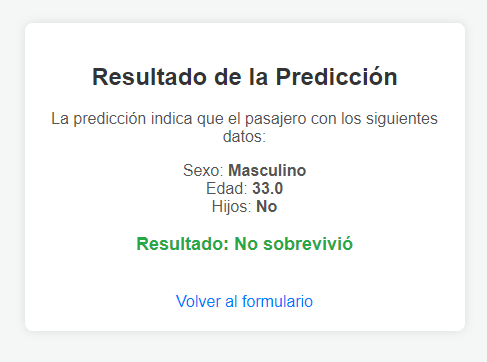 Resultado de la Predicción
La predicción indica que el pasajero con los siguientes
datos:
Sexo: Masculino
Edad: 33.0
Hijos: No
Resultado: No sobrevivió
Volver al formulario